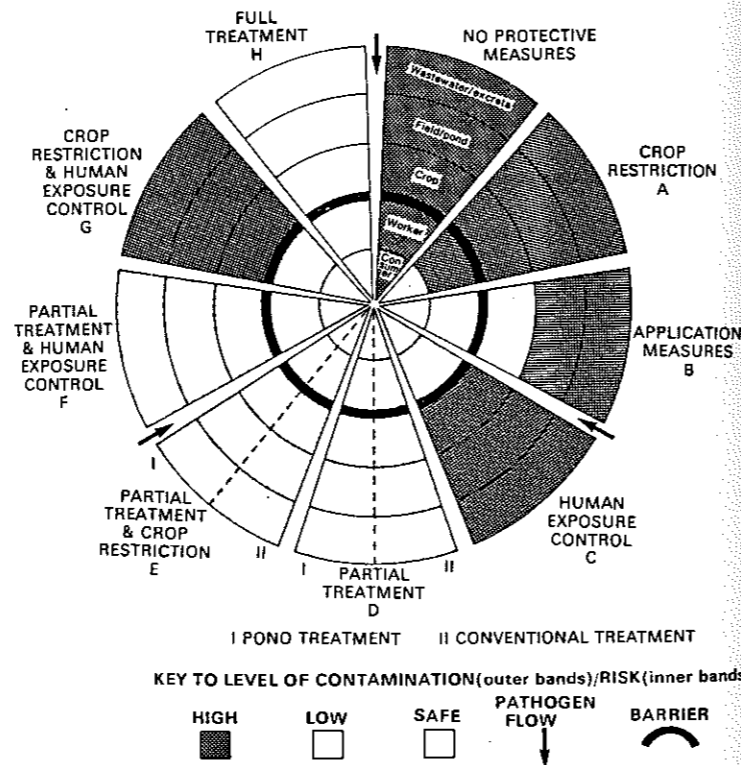 FULL
TREATMENT
H
NO PROTECTIVE
MEASURES
Wastewater/excreta
Field/pond
Crop
Worker
Con
sum
er
CROP
RESTRICTION
& HUMAN
EXPOSURE
CONTROL
G
CROP
RESTRICTION
A
PARTIAL
TREATMENT
& HUMAN
EXPOSURE
CONTROL
F
APPLICATION
MEASURES
B
I
PARTIAL
TREATMENT
& CROP
RESTRICTION
E
II
I
PARTIAL
TREATMENT
D
II
HUMAN
EXPOSURE
CONTROL
C
I PONO TREATMENT II CONVENTIONAL TREATMENT
KEY TO LEVEL OF CONTAMINATION(outer bands)/RISK(inner bands
HIGH
LOW
SAFE
PATHOGEN
FLOW
BARRIER